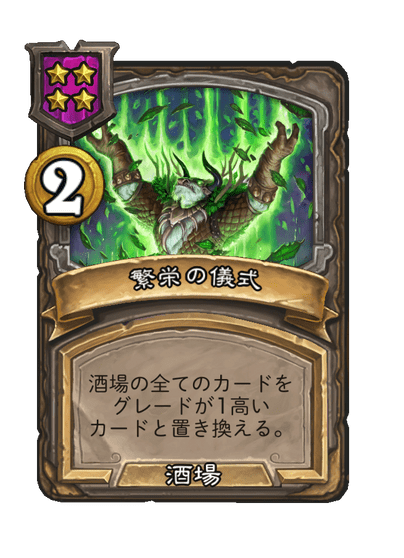 2
繁栄の儀式
酒場の全てのカードを
グレードが1高い
カードと置き換える。
酒場